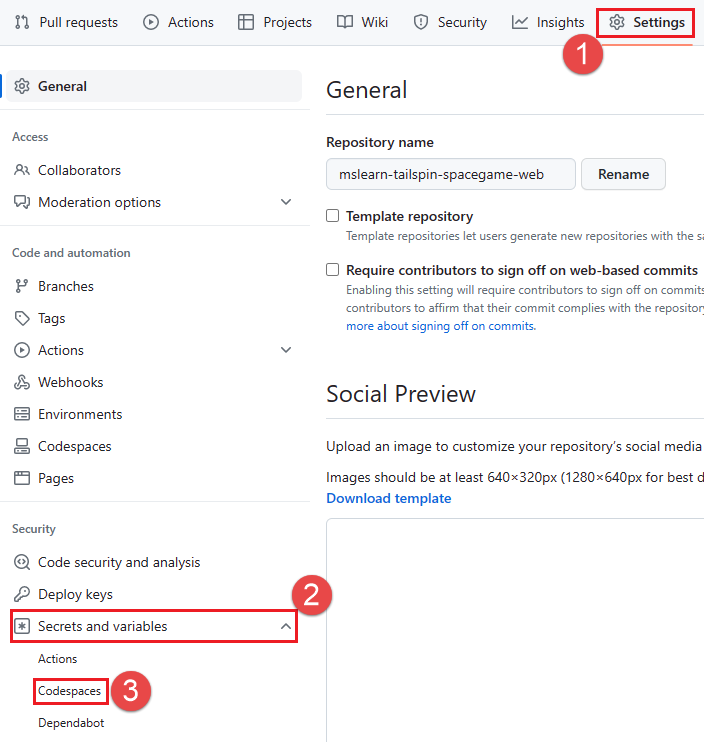 Pull requests Actions Projects Wiki Security Insights Settings
1
General
Access
Collaborators
Moderation options
Code and automation
Branches
Tags
Actions
Webhooks
Environments
Codespaces
Pages
Security
Code security and analysis
Deploy keys
2
Secrets and variables
Actions
Codespaces
3
Dependabot
General
Repository name
mslearn-tailspin-spacegame-web Rename
Template repository
Template repositories let users generate new repositories with the sa
Require contributors to sign off on web-based commits
Enabling this setting will require contributors to sign off on commits
contributors to affirm that their commit complies with the repository
more about signing off on commits.
Social Preview
Upload an image to customize your repository's social media
Images should be at least 640×320px (1280×640px for best d
Download template